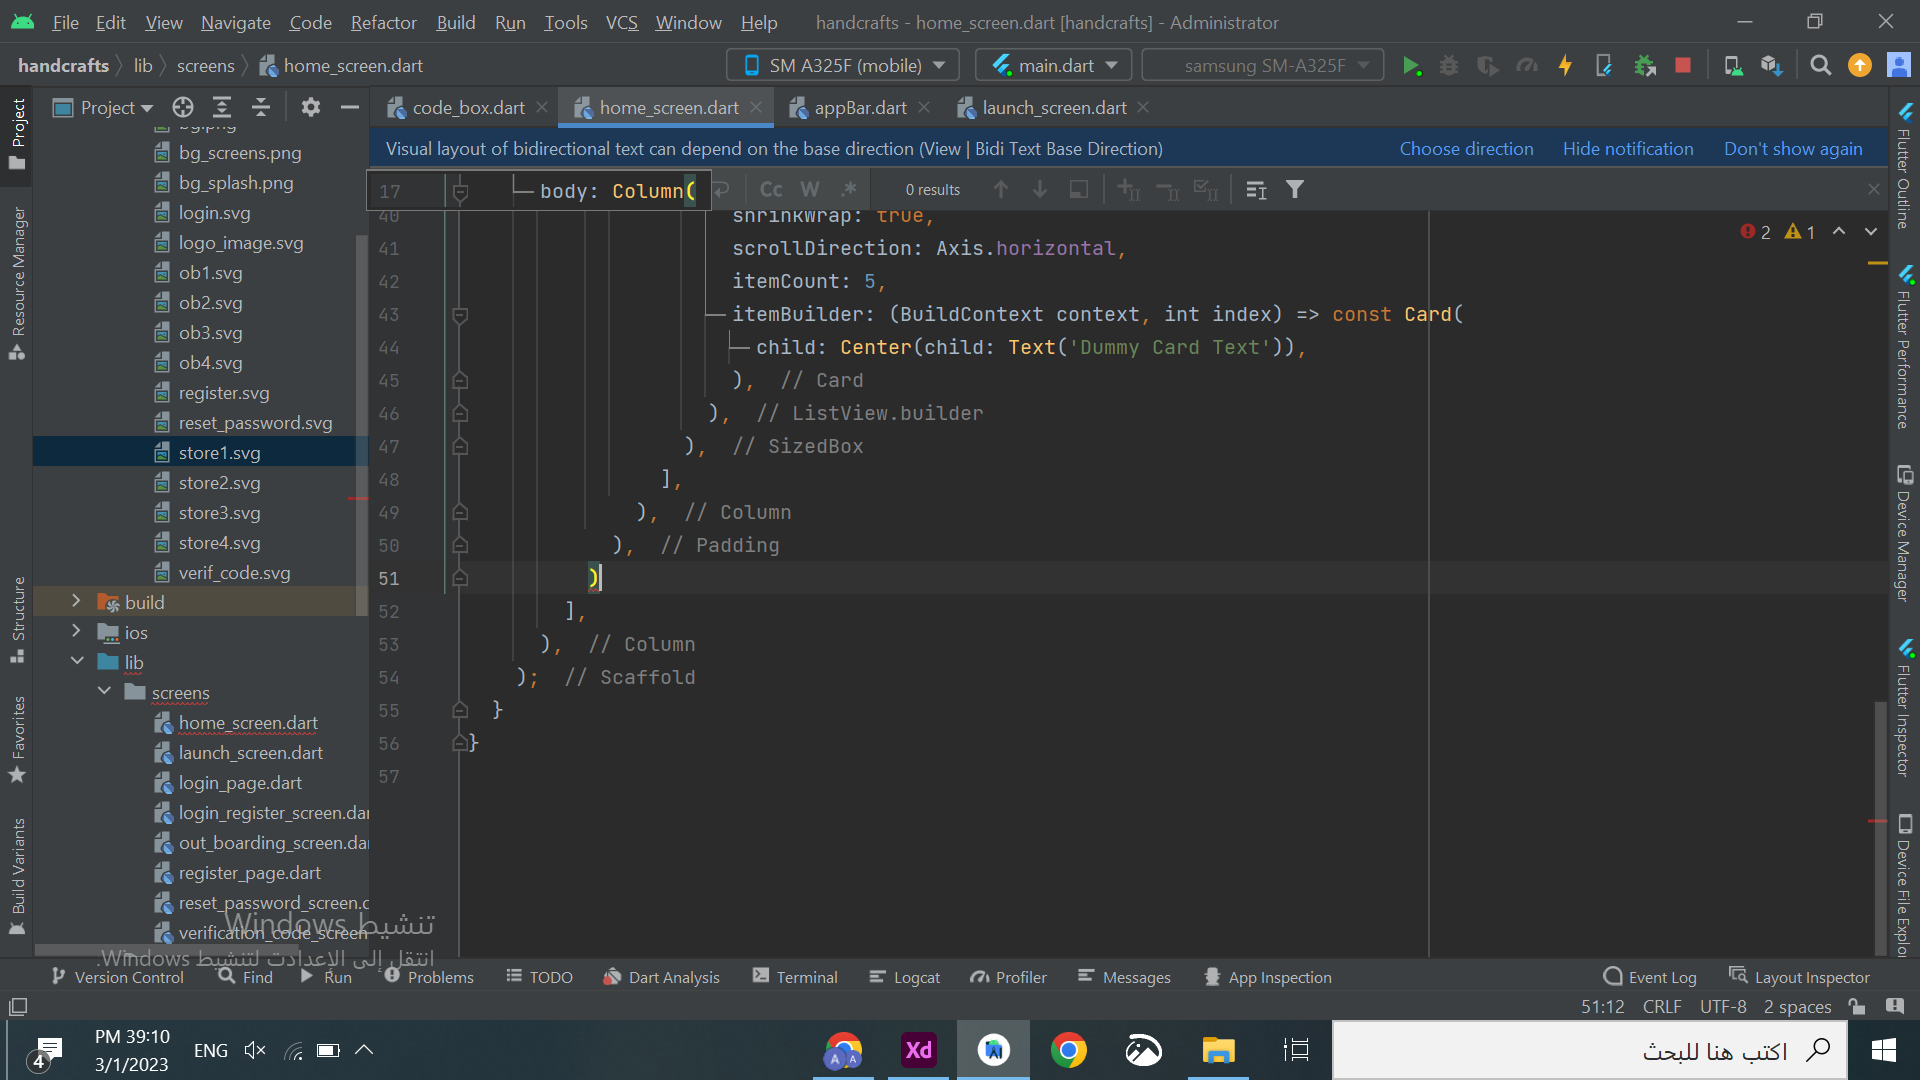 File Edit View Navigate Code Refactor Build Run Tools VCS Window Help handcrafts - home_screen.dart [handcrafts] - Administrator
handcrafts lib screens home_screen.dart SM A325F (mobile) main.dart samsung SM-A325F
Project code_box.dart home_screen.dart appBar.dart launch_screen.dart
Visual layout of bidirectional text can depend on the base direction (View | Bidi Text Base Direction) Choose direction Hide notification Don't show again
17 body: Column( Cc W .* 0 results
40 shrinkWrap: true,
41 scrollDirection: Axis.horizontal,
42 itemCount: 5,
43 itemBuilder: (BuildContext context, int index) => const Card(
44 child: Center(child: Text('Dummy Card Text')),
45 ), // Card
46 ), // ListView.builder
47 ), // SizedBox
48 ],
49 ), // Column
50 ), // Padding
51 )
52 ],
53 ), // Column
54 ); // Scaffold
55 }
56 }
57
2 1
bg.png
bg_screens.png
bg_splash.png
login.svg
logo_image.svg
ob1.svg
ob2.svg
ob3.svg
ob4.svg
register.svg
reset_password.svg
store1.svg
store2.svg
store3.svg
store4.svg
verif_code.svg
build
ios
lib
screens
home_screen.dart
launch_screen.dart
login_page.dart
login_register_screen.dar
out_boarding_screen.dar
register_page.dart
reset_password_screen.d
verification_code_screen
Project
Resource Manager
Structure
Favorites
Build Variants
Flutter Outline
Flutter Performance
Device Manager
Flutter Inspector
Device File Explo
تنشيط Windows
انتقل إلى الإعدادت لتنشيط Windows.
Version Control Find Run Problems TODO Dart Analysis Terminal Logcat Profiler Messages App Inspection Event Log Layout Inspector
51:12 CRLF UTF-8 2 spaces
4 PM 39:10 ENG
3/1/2023
A A Xd
اكتب هنا للبحث